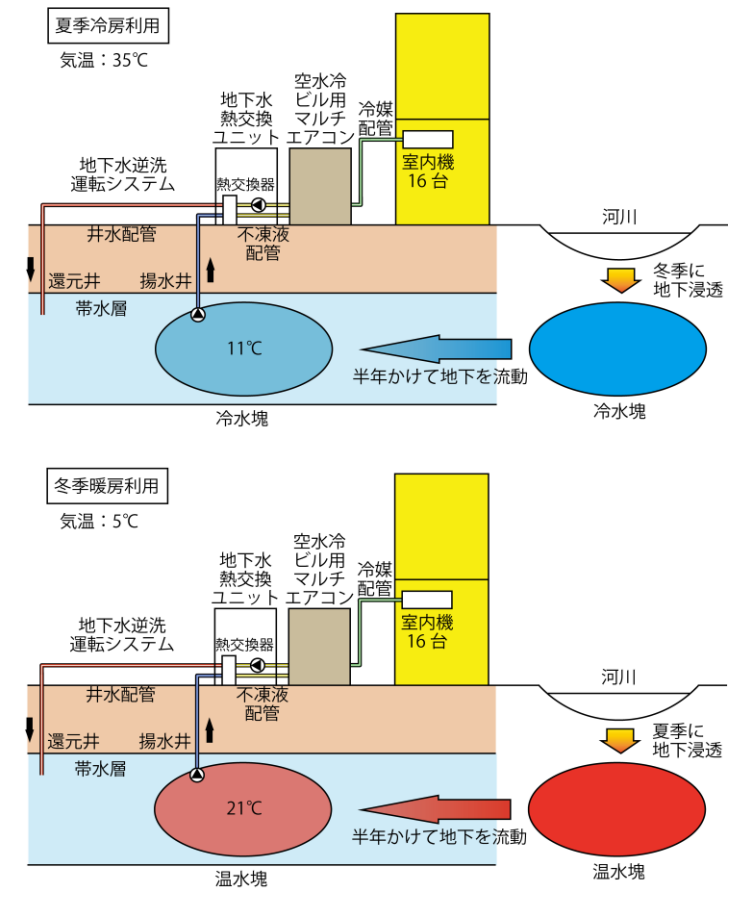 夏季冷房利用
気温：35℃
空水冷
ビル用
マルチ
エアコン
地下水
熱交換
ユニット
冷媒
配管
室内機
16 台
地下水逆洗
運転システム
熱交換器
井水配管
不凍液
配管
河川
還元井
揚水井
冬季に
地下浸透
帯水層
11℃
半年かけて地下を流動
冷水塊
冷水塊
冬季暖房利用
気温：5℃
空水冷
ビル用
マルチ
エアコン
地下水
熱交換
ユニット
冷媒
配管
室内機
16 台
地下水逆洗
運転システム
熱交換器
井水配管
不凍液
配管
河川
還元井
揚水井
夏季に
地下浸透
帯水層
21℃
半年かけて地下を流動
温水塊
温水塊